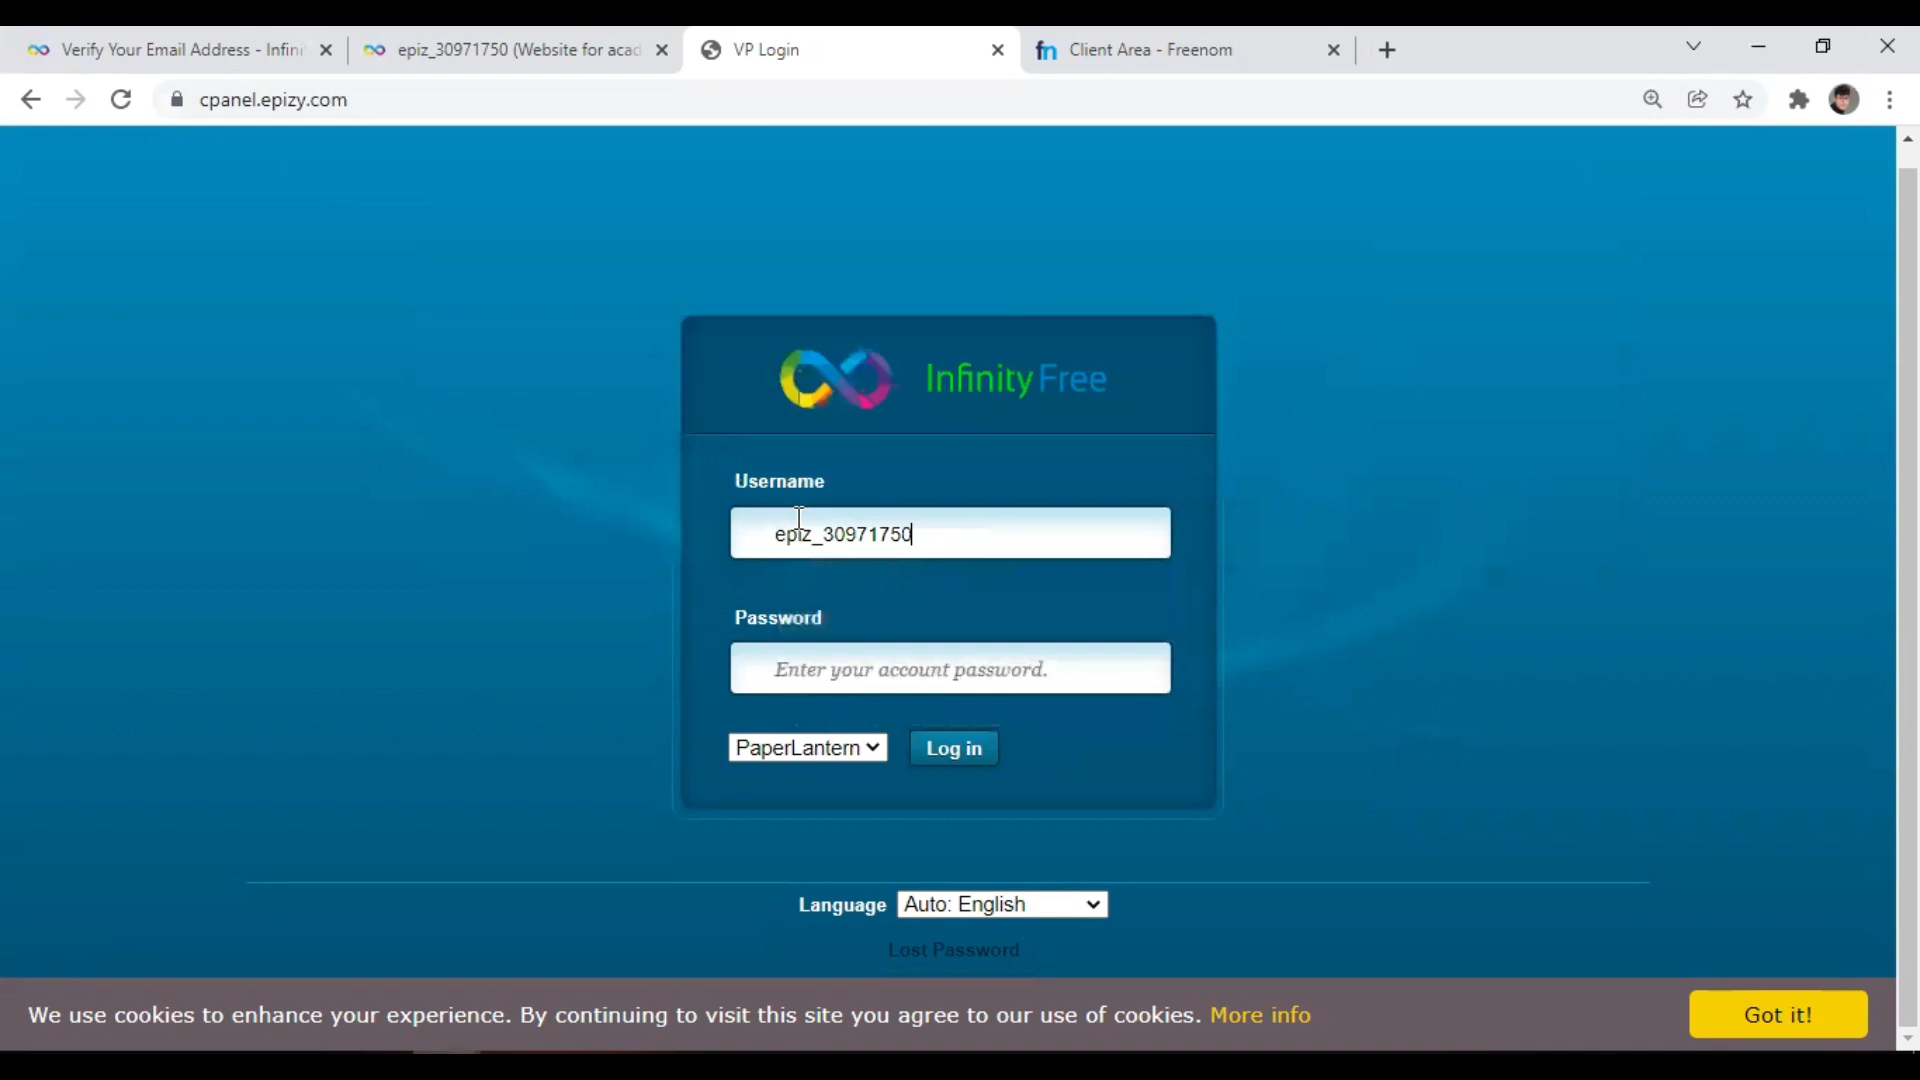 Verify Your Email Address - Infini
epiz_30971750 (Website for acad
VP Login
fn Client Area - Freenom
cpanel.epizy.com
Infinity Free
Username
epiz_30971750
Password
Enter your account password.
PaperLantern
Log in
Language Auto: English
Lost Password
We use cookies to enhance your experience. By continuing to visit this site you agree to our use of cookies. More info
Got it!